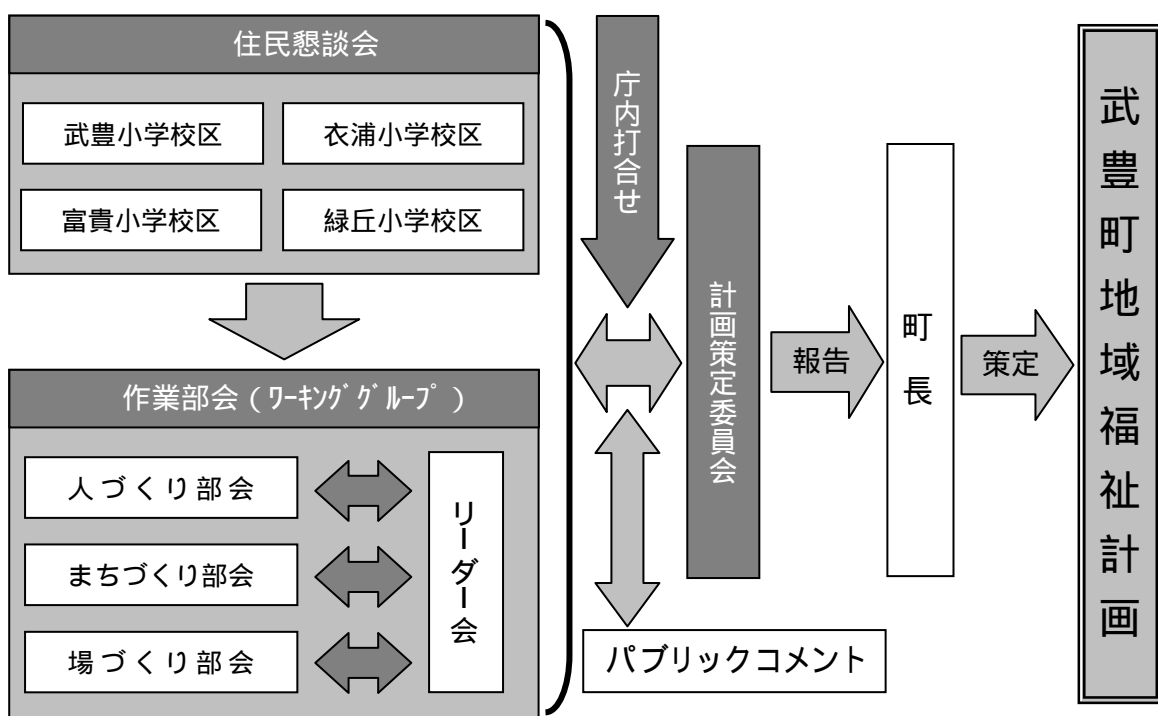 住民懇談会
武豊小学校区
衣浦小学校区
富貴小学校区
緑丘小学校区
作業部会（ﾜｰｷﾝｸﾞｸﾞﾙｰﾌﾟ）
人づくり部会
まちづくり部会
場づくり部会
リーダー会
庁内打合せ
計画策定委員会
パブリックコメント
報告
町長
策定
武豊町地域福祉計画